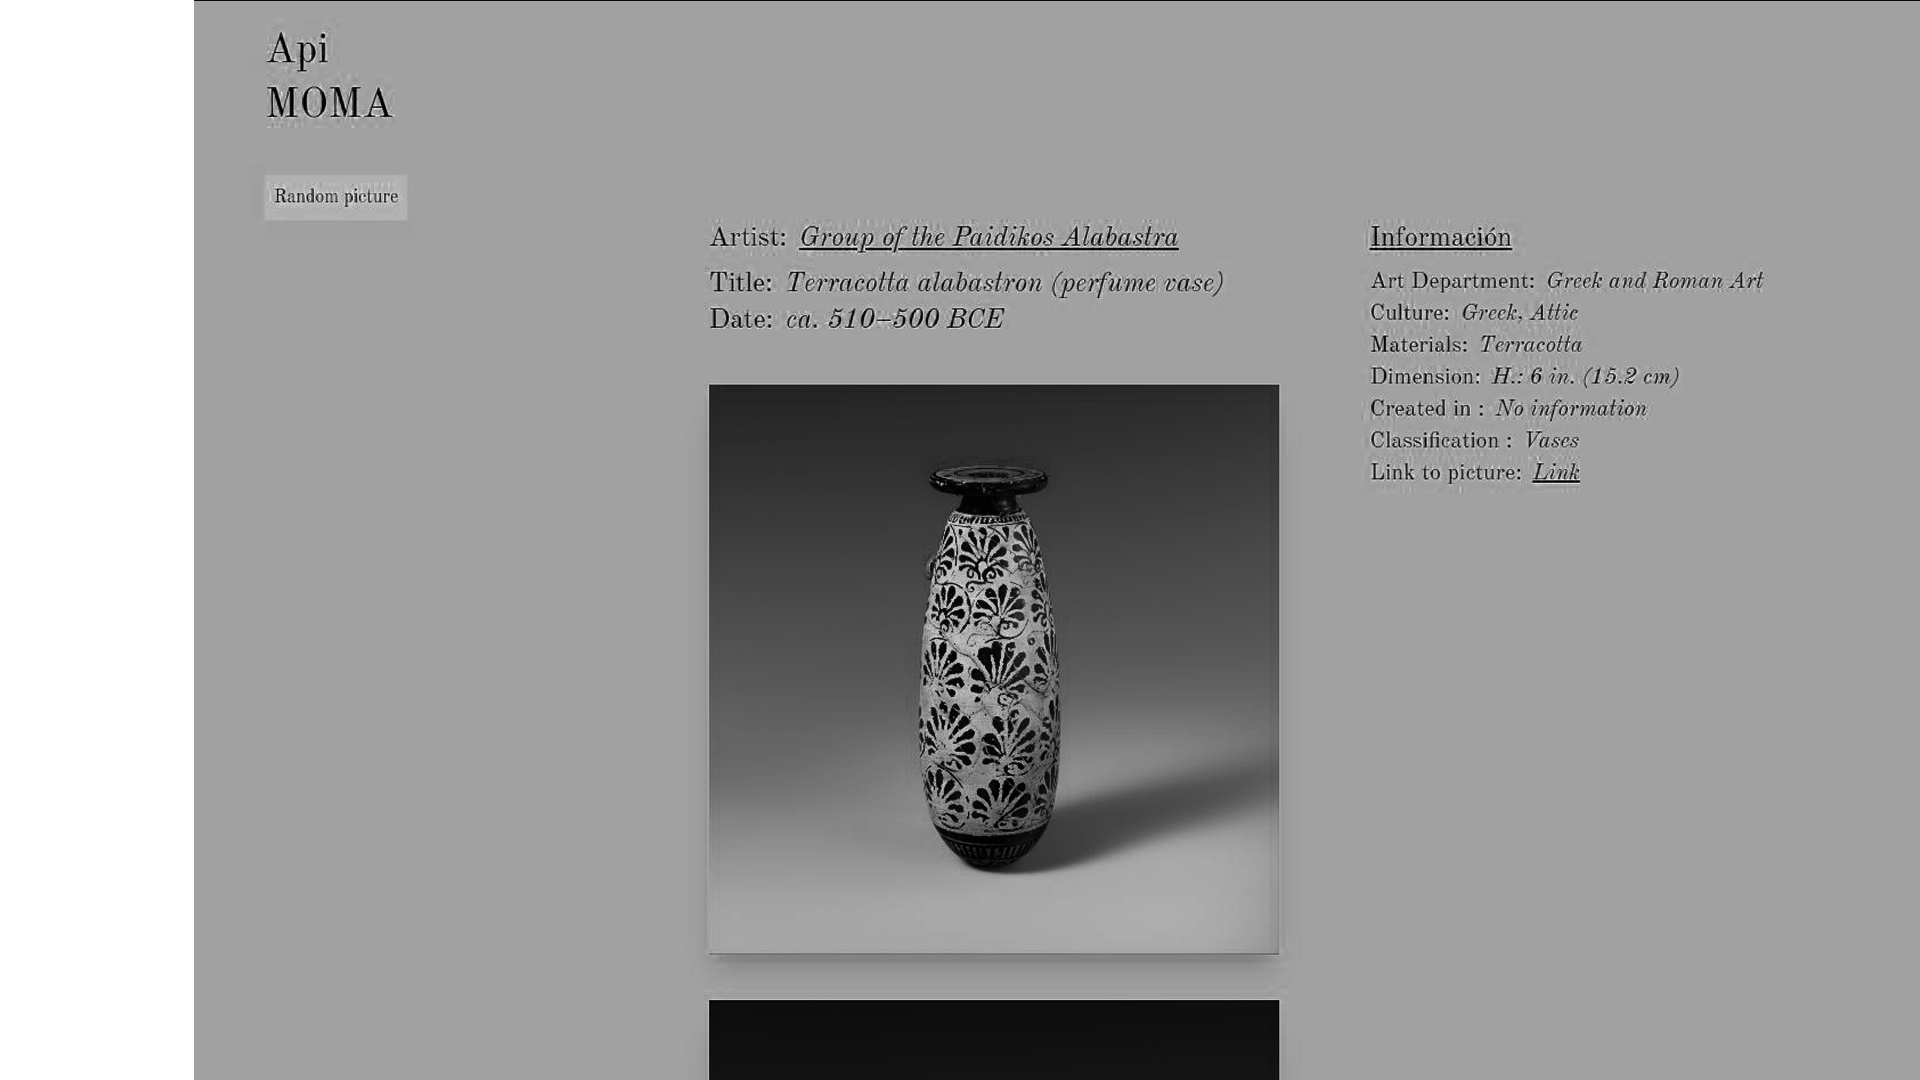 Api
MOMA
Random picture
Artist: Group of the Paidikos Alabastra
Title: Terracotta alabastron (perfume vase)
Date: ca. 510–500 BCE
Información
Art Department: Greek and Roman Art
Culture: Greek, Attic
Materials: Terracotta
Dimension: H.: 6 in. (15.2 cm)
Created in : No information
Classification : Vases
Link to picture: Link